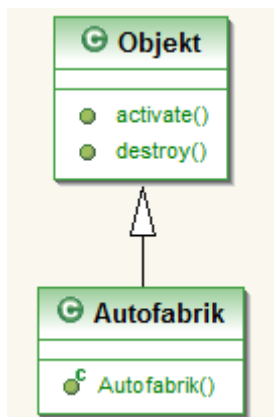 C Objekt
activate()
destroy()
C Autofabrik
C Autofabrik()